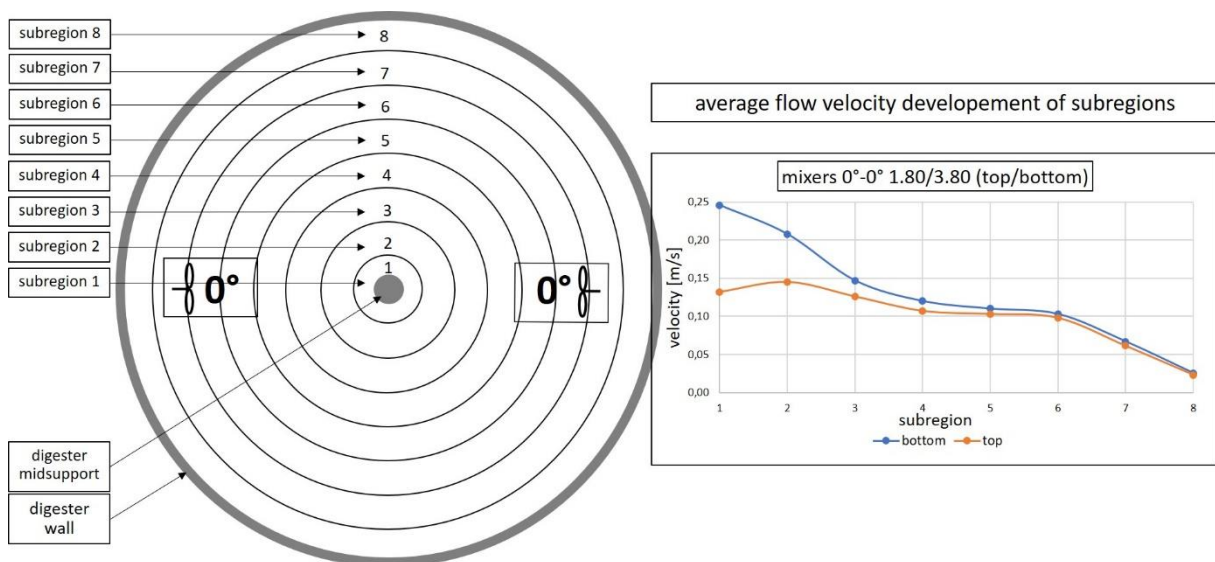 subregion 8
subregion 7
subregion 6
subregion 5
subregion 4
subregion 3
subregion 2
subregion 1
digester
midsupport
digester
wall
8
7
6
5
4
3
2
1
0°
0°
average flow velocity developement of subregions
mixers 0°-0° 1.80/3.80 (top/bottom)
velocity [m/s]
0,25
0,20
0,15
0,10
0,05
0,00
1 2 3 4 5 6 7 8
subregion
bottom top